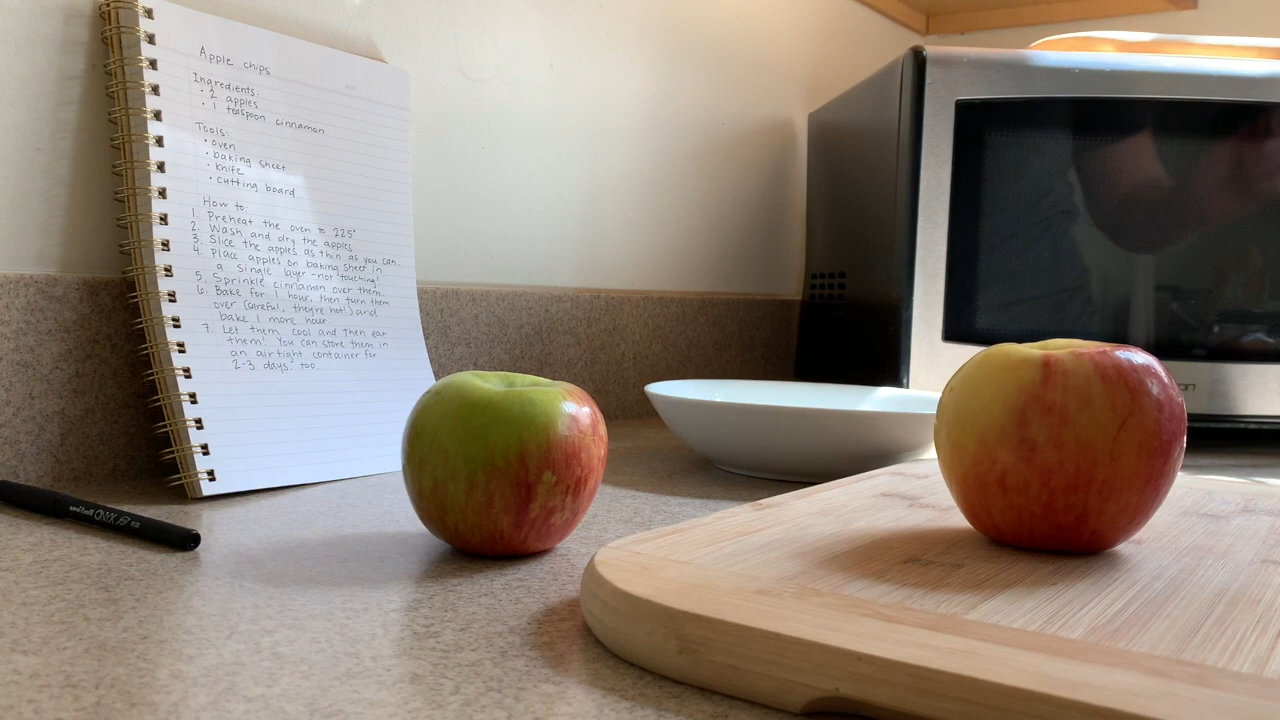 Apple chips
Ingredients:
• 2 apples
• 1 teaspoon cinnamon
Tools:
• oven
• baking sheet
• knife
• cutting board
How to:
1. Preheat the oven to 225°
2. Wash and dry the apples
3. Slice the apples as thin as you can
4. Place apples on baking sheet in
a single layer - not touching!
5. Sprinkle cinnamon over them.
6. Bake for 1 hour, then turn them
over (careful, they're hot!) and
bake 1 more hour
7. Let them cool and then eat
them! You can store them in
an airtight container for
2-3 days, too.
uni-ball ONYX